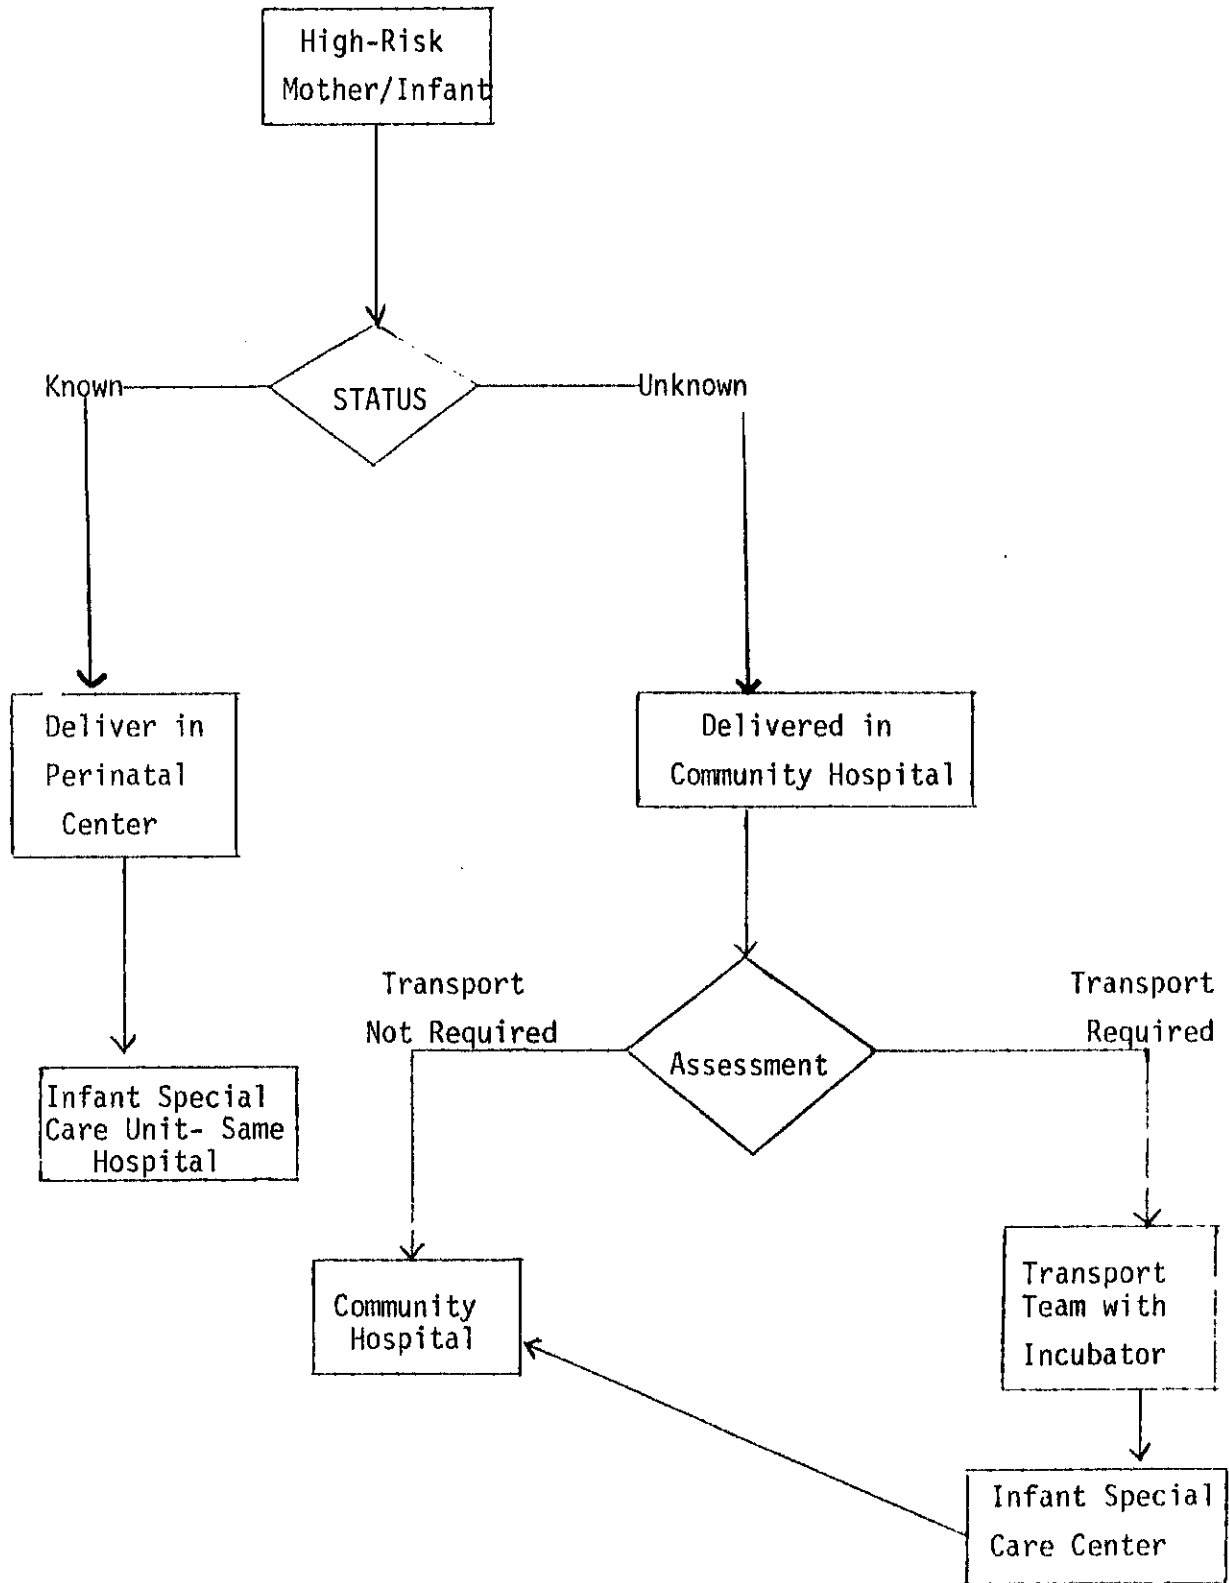 High-Risk
Mother/Infant
Known
STATUS
Unknown
Deliver in
Perinatal
Center
Delivered in
Community Hospital
Transport
Not Required
Transport
Required
Assessment
Infant Special
Care Unit- Same
Hospital
Community
Hospital
Transport
Team with
Incubator
Infant Special
Care Center